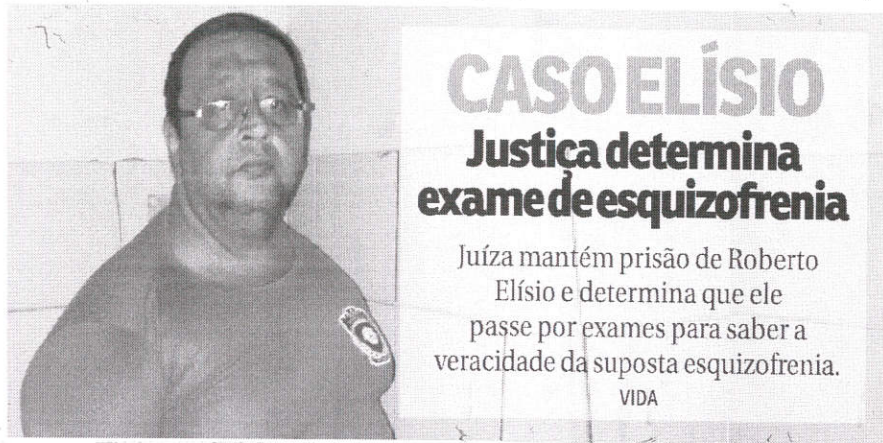 CASO ELÍSIO
Justiça determina
exame de esquizofrenia
Juíza mantém prisão de Roberto
Elísio e determina que ele
passe por exames para saber a
veracidade da suposta esquizofrenia.
VIDA